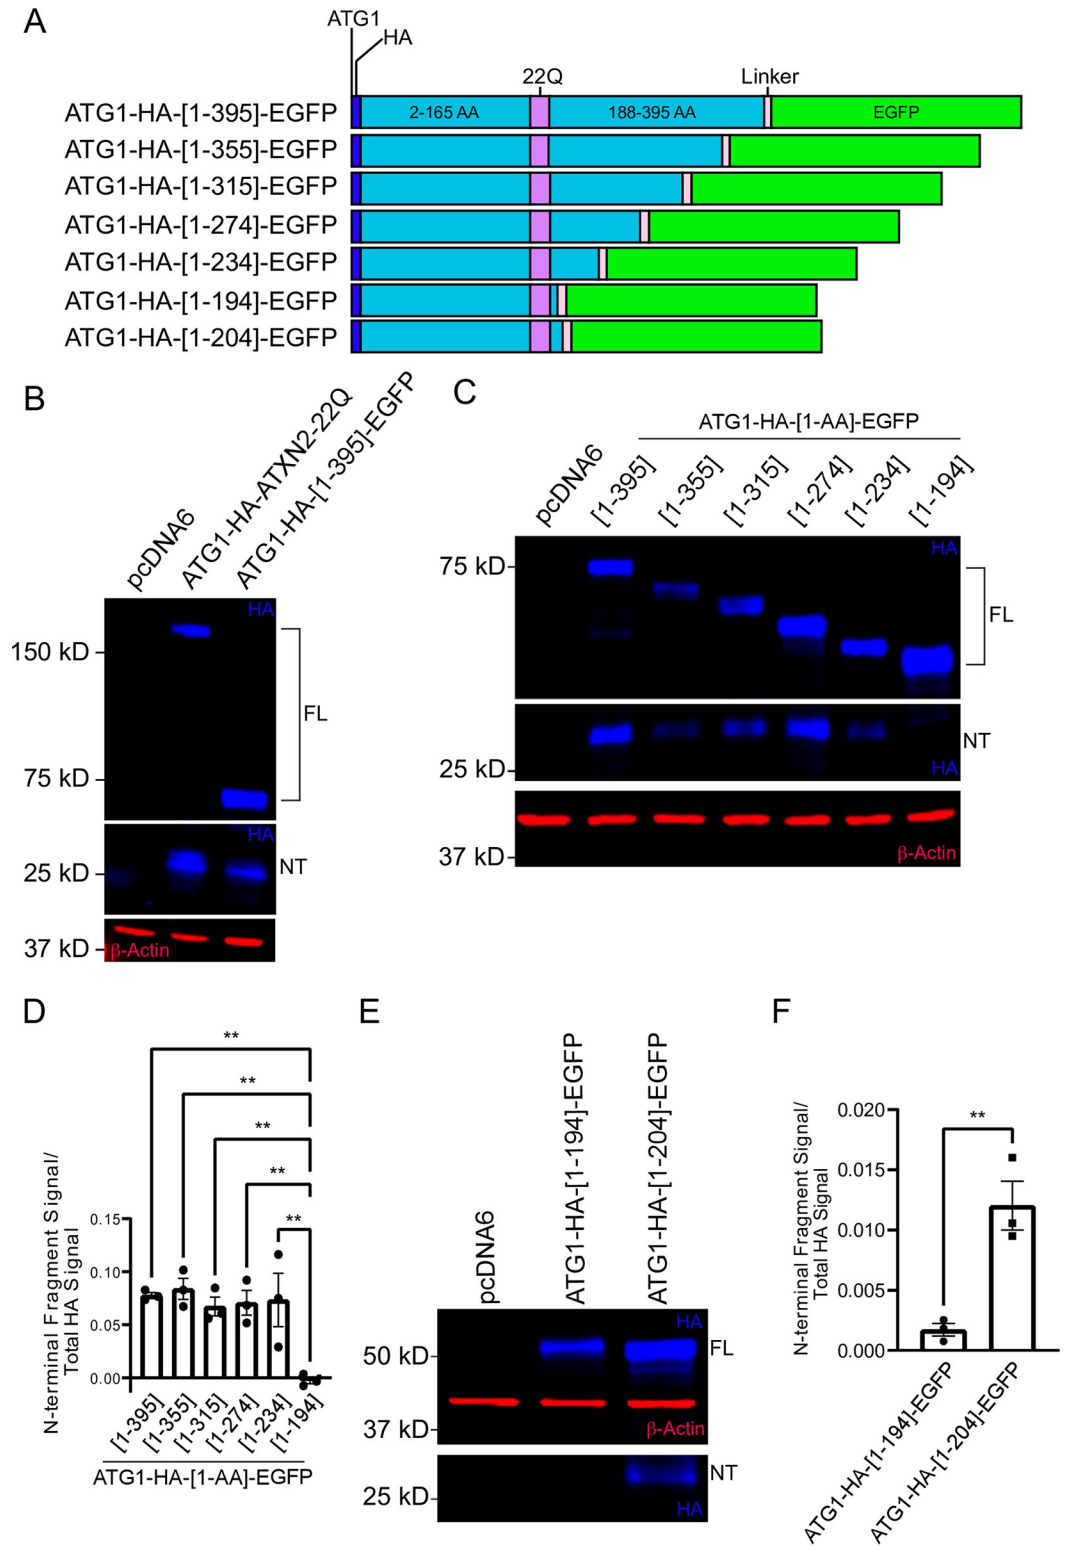 A
ATG1
HA
22Q
Linker
ATG1-HA-[1-395]-EGFP
2-165 AA
188-395 AA
EGFP
ATG1-HA-[1-355]-EGFP
ATG1-HA-[1-315]-EGFP
ATG1-HA-[1-274]-EGFP
ATG1-HA-[1-234]-EGFP
ATG1-HA-[1-194]-EGFP
ATG1-HA-[1-204]-EGFP
B
pcDNA6
ATG1-HA-ATXN2-22Q
ATG1-HA-[1-395]-EGFP
HA
150 kD
FL
75 kD
HA
NT
25 kD
37 kD
β-Actin
C
ATG1-HA-[1-AA]-EGFP
pcDNA6
[1-395]
[1-355]
[1-315]
[1-274]
[1-234]
[1-194]
HA
75 kD
FL
NT
25 kD
HA
37 kD
β-Actin
D
**
**
**
**
**
N-terminal Fragment Signal/
Total HA Signal
0.15
0.10
0.05
0.00
[1-395]
[1-355]
[1-315]
[1-274]
[1-234]
[1-194]
ATG1-HA-[1-AA]-EGFP
E
pcDNA6
ATG1-HA-[1-194]-EGFP
ATG1-HA-[1-204]-EGFP
HA
50 kD
FL
37 kD
β-Actin
NT
25 kD
HA
F
N-terminal Fragment Signal/
Total HA Signal
0.020
0.015
0.010
0.005
0.000
**
ATG1-HA-[1-194]-EGFP
ATG1-HA-[1-204]-EGFP